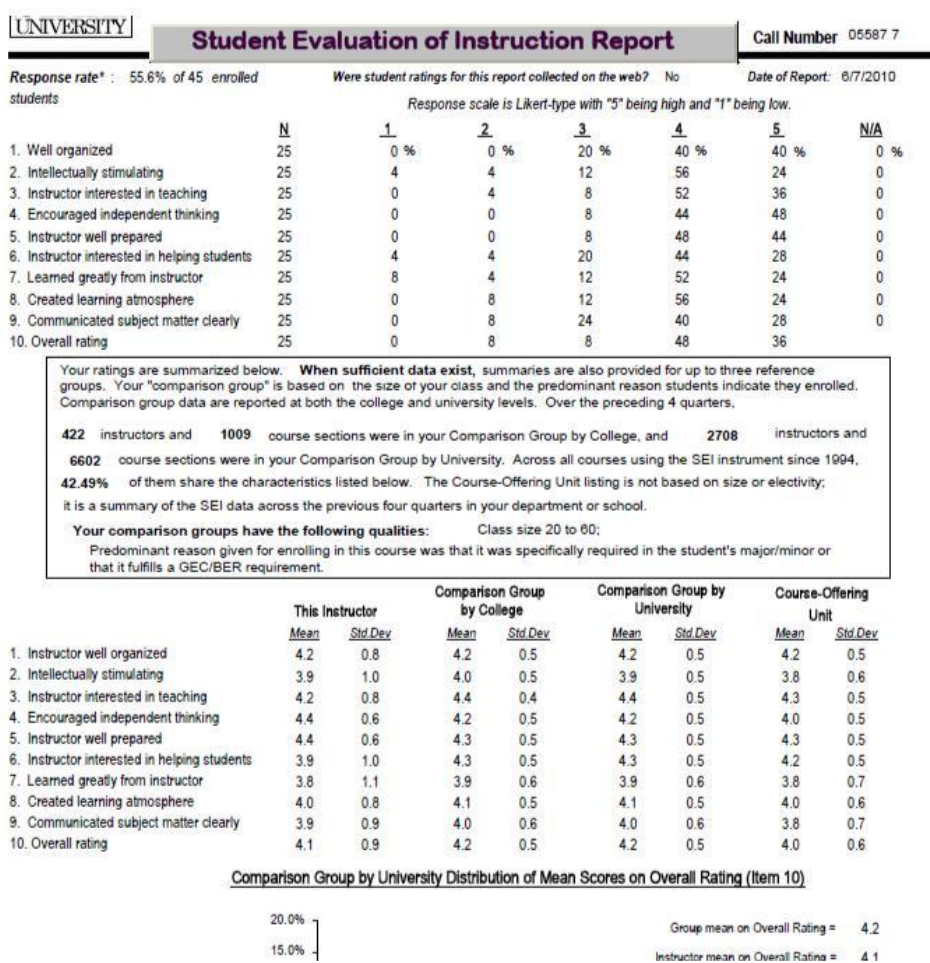 UNIVERSITY
Student Evaluation of Instruction Report
Call Number 05587 7
Response rate* : 55.6% of 45 enrolled students
Were student ratings for this report collected on the web? No
Date of Report: 6/7/2010
Response scale is Likert-type with "5" being high and "1" being low.
N 1 2 3 4 5 N/A
1. Well organized 25 0 % 0 % 20 % 40 % 40 % 0 %
2. Intellectually stimulating 25 4 4 12 56 24 0
3. Instructor interested in teaching 25 0 4 8 52 36 0
4. Encouraged independent thinking 25 0 0 8 44 48 0
5. Instructor well prepared 25 0 0 8 48 44 0
6. Instructor interested in helping students 25 4 4 20 44 28 0
7. Learned greatly from instructor 25 8 4 12 52 24 0
8. Created learning atmosphere 25 0 8 12 56 24 0
9. Communicated subject matter clearly 25 0 8 24 40 28 0
10. Overall rating 25 0 8 8 48 36
Your ratings are summarized below. When sufficient data exist, summaries are also provided for up to three reference
groups. Your "comparison group" is based on the size of your class and the predominant reason students indicate they enrolled.
Comparison group data are reported at both the college and university levels. Over the preceding 4 quarters,
422 instructors and 1009 course sections were in your Comparison Group by College, and 2708 instructors and
6602 course sections were in your Comparison Group by University. Across all courses using the SEI instrument since 1994,
42.49% of them share the characteristics listed below. The Course-Offering Unit listing is not based on size or electivity;
it is a summary of the SEI data across the previous four quarters in your department or school.
Your comparison groups have the following qualities: Class size 20 to 60;
Predominant reason given for enrolling in this course was that it was specifically required in the student's major/minor or
that it fulfills a GEC/BER requirement.
This Instructor Comparison Group by College Comparison Group by University Course-Offering Unit
Mean Std.Dev Mean Std.Dev Mean Std.Dev Mean Std.Dev
1. Instructor well organized 4.2 0.8 4.2 0.5 4.2 0.5 4.2 0.5
2. Intellectually stimulating 3.9 1.0 4.0 0.5 3.9 0.5 3.8 0.6
3. Instructor interested in teaching 4.2 0.8 4.4 0.4 4.4 0.4 4.3 0.5
4. Encouraged independent thinking 4.4 0.6 4.2 0.5 4.2 0.5 4.0 0.5
5. Instructor well prepared 4.4 0.6 4.3 0.5 4.3 0.5 4.3 0.5
6. Instructor interested in helping students 3.9 1.0 4.3 0.5 4.3 0.5 4.2 0.5
7. Learned greatly from instructor 3.8 1.1 3.9 0.6 3.9 0.6 3.8 0.7
8. Created learning atmosphere 4.0 0.8 4.1 0.5 4.1 0.5 4.0 0.6
9. Communicated subject matter clearly 3.9 0.9 4.0 0.6 4.0 0.6 3.8 0.7
10. Overall rating 4.1 0.9 4.2 0.5 4.2 0.5 4.0 0.6
Comparison Group by University Distribution of Mean Scores on Overall Rating (Item 10)
20.0%
Group mean on Overall Rating = 4.2
15.0%
Instructor mean on Overall Rating = 4.1